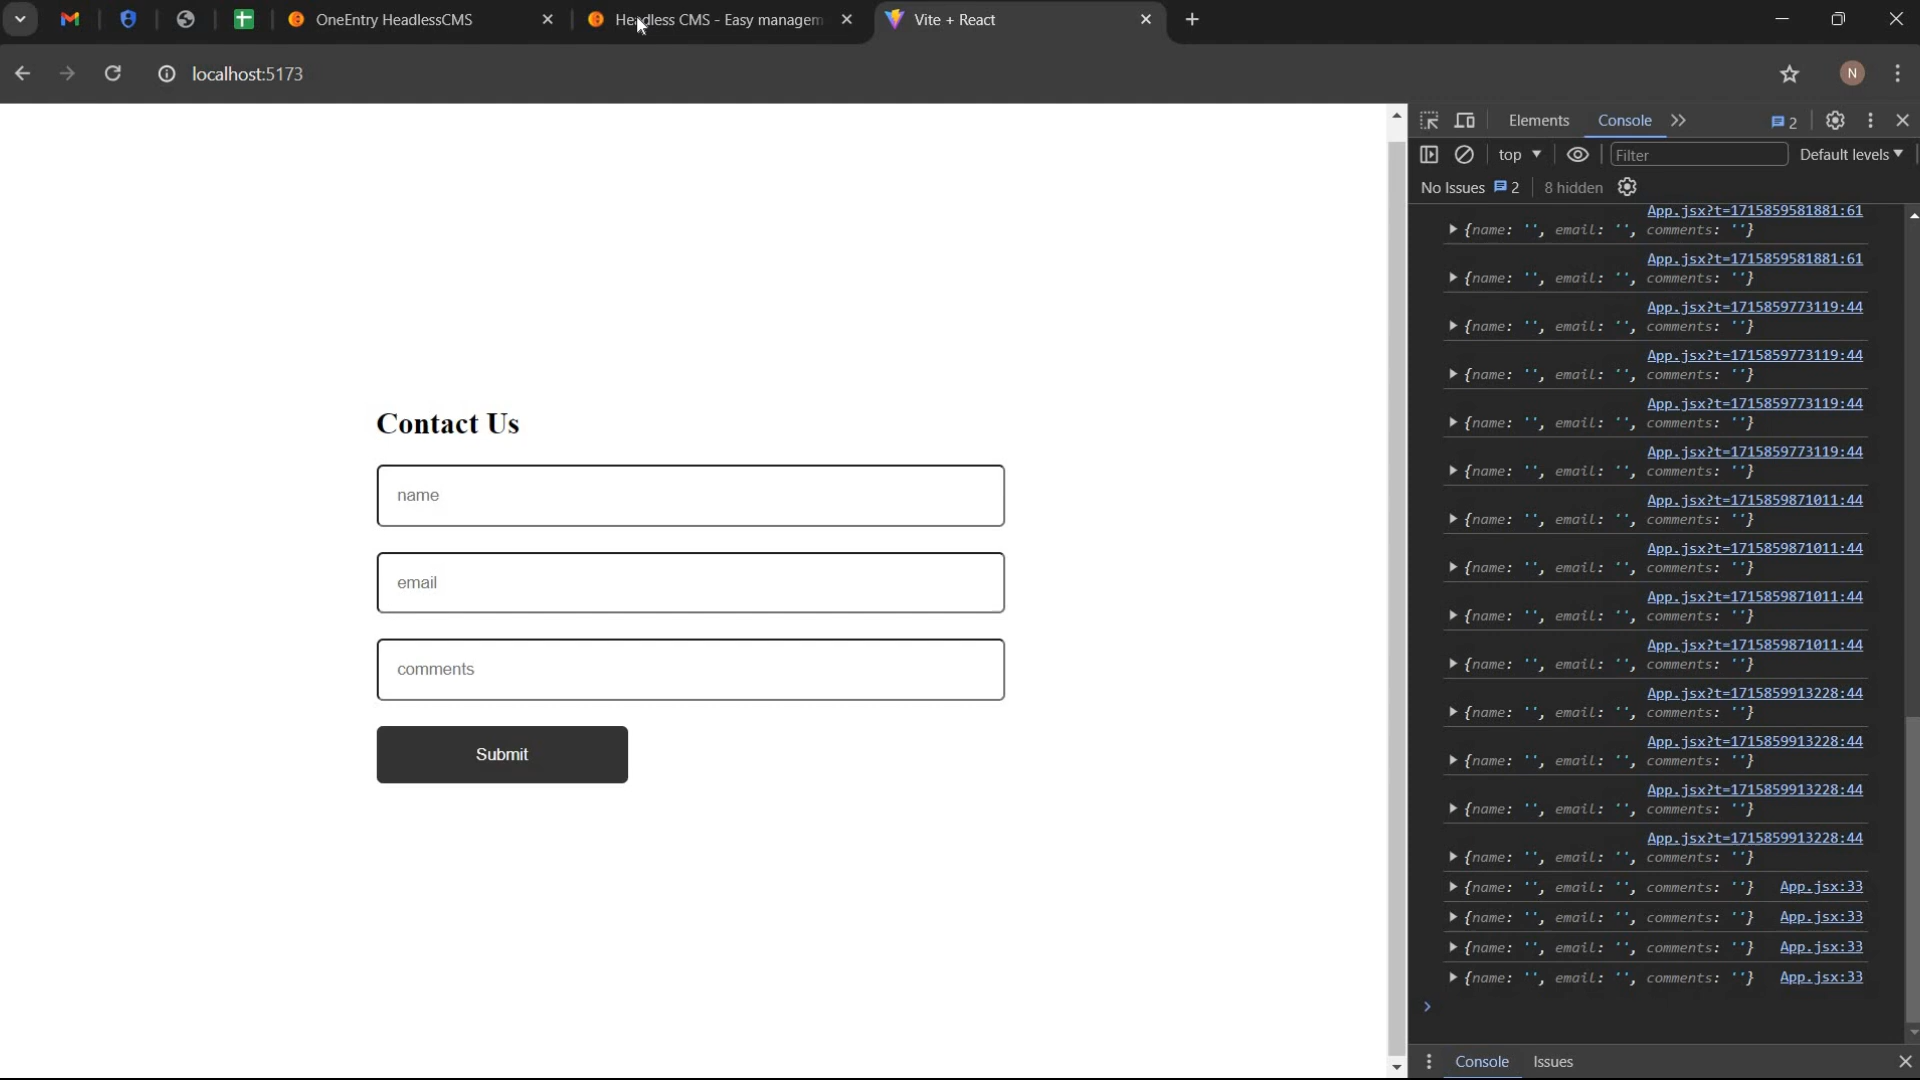 OneEntry HeadlessCMS
Headless CMS - Easy managem
Vite + React
localhost:5173
N
Elements
Console
2
top
Filter
Default levels
No Issues
2
8 hidden
App.jsx?t=1715859581881:61
{name: '', email: '', comments: ''}
App.jsx?t=1715859581881:61
{name: '', email: '', comments: ''}
App.jsx?t=1715859773119:44
{name: '', email: '', comments: ''}
App.jsx?t=1715859773119:44
{name: '', email: '', comments: ''}
App.jsx?t=1715859773119:44
{name: '', email: '', comments: ''}
App.jsx?t=1715859773119:44
{name: '', email: '', comments: ''}
App.jsx?t=1715859871011:44
{name: '', email: '', comments: ''}
App.jsx?t=1715859871011:44
{name: '', email: '', comments: ''}
App.jsx?t=1715859871011:44
{name: '', email: '', comments: ''}
App.jsx?t=1715859871011:44
{name: '', email: '', comments: ''}
App.jsx?t=1715859913228:44
{name: '', email: '', comments: ''}
App.jsx?t=1715859913228:44
{name: '', email: '', comments: ''}
App.jsx?t=1715859913228:44
{name: '', email: '', comments: ''}
App.jsx?t=1715859913228:44
{name: '', email: '', comments: ''}
{name: '', email: '', comments: ''} App.jsx:33
{name: '', email: '', comments: ''} App.jsx:33
{name: '', email: '', comments: ''} App.jsx:33
{name: '', email: '', comments: ''} App.jsx:33
Console
Issues
Contact Us
name
email
comments
Submit